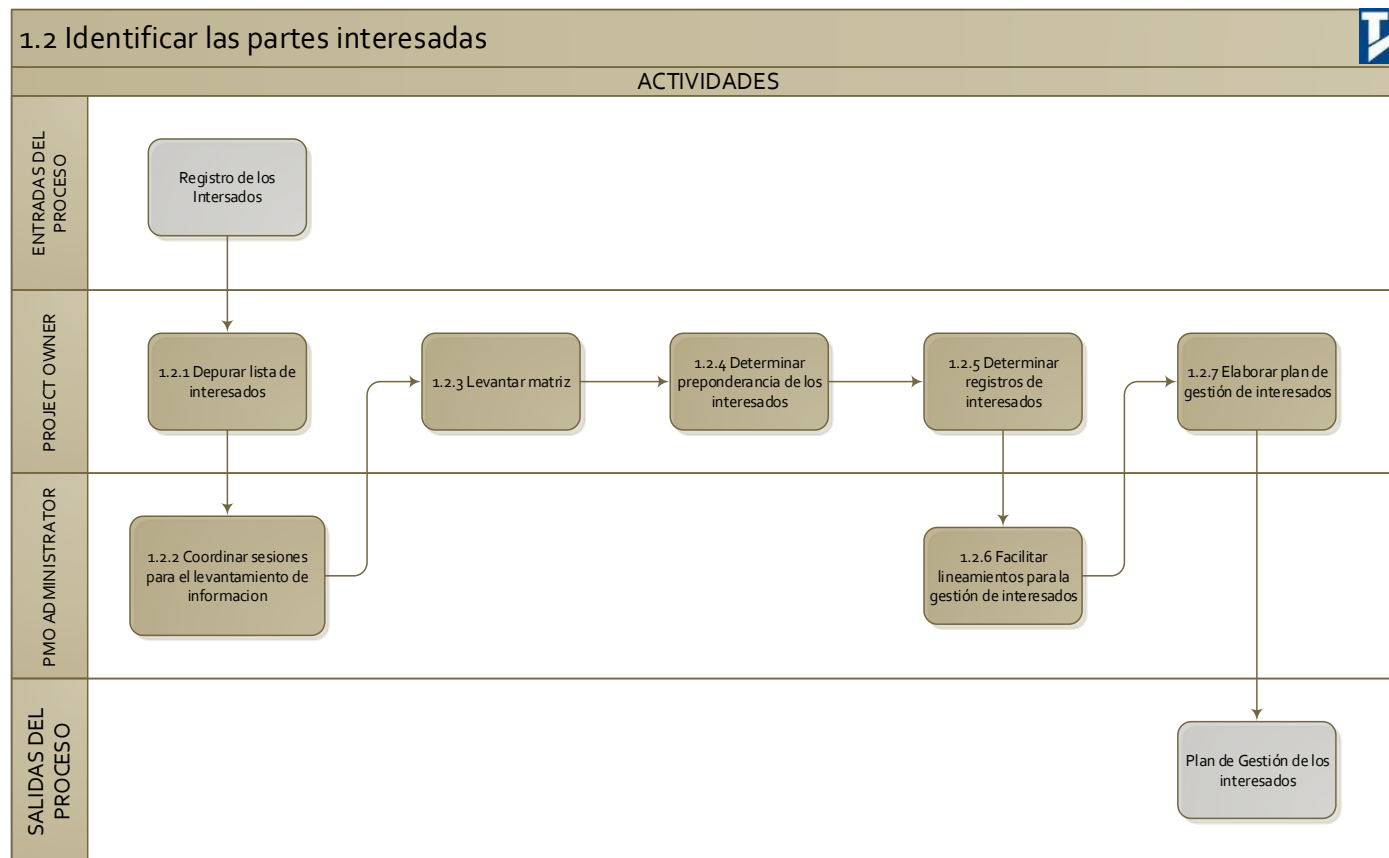 1.2 Identificar las partes interesadas
ACTIVIDADES
ENTRADAS DEL
PROCESO
Registro de los
Intersados
PROJECT OWNER
1.2.1 Depurar lista de
interesados
1.2.3 Levantar matriz
1.2.4 Determinar
preponderancia de los
interesados
1.2.5 Determinar
registros de
interesados
1.2.7 Elaborar plan de
gestión de interesados
PMO ADMINISTRATOR
1.2.2 Coordinar sesiones
para el levantamiento de
informacion
1.2.6 Facilitar
lineamientos para la
gestión de interesados
SALIDAS DEL
PROCESO
Plan de Gestión de los
interesados